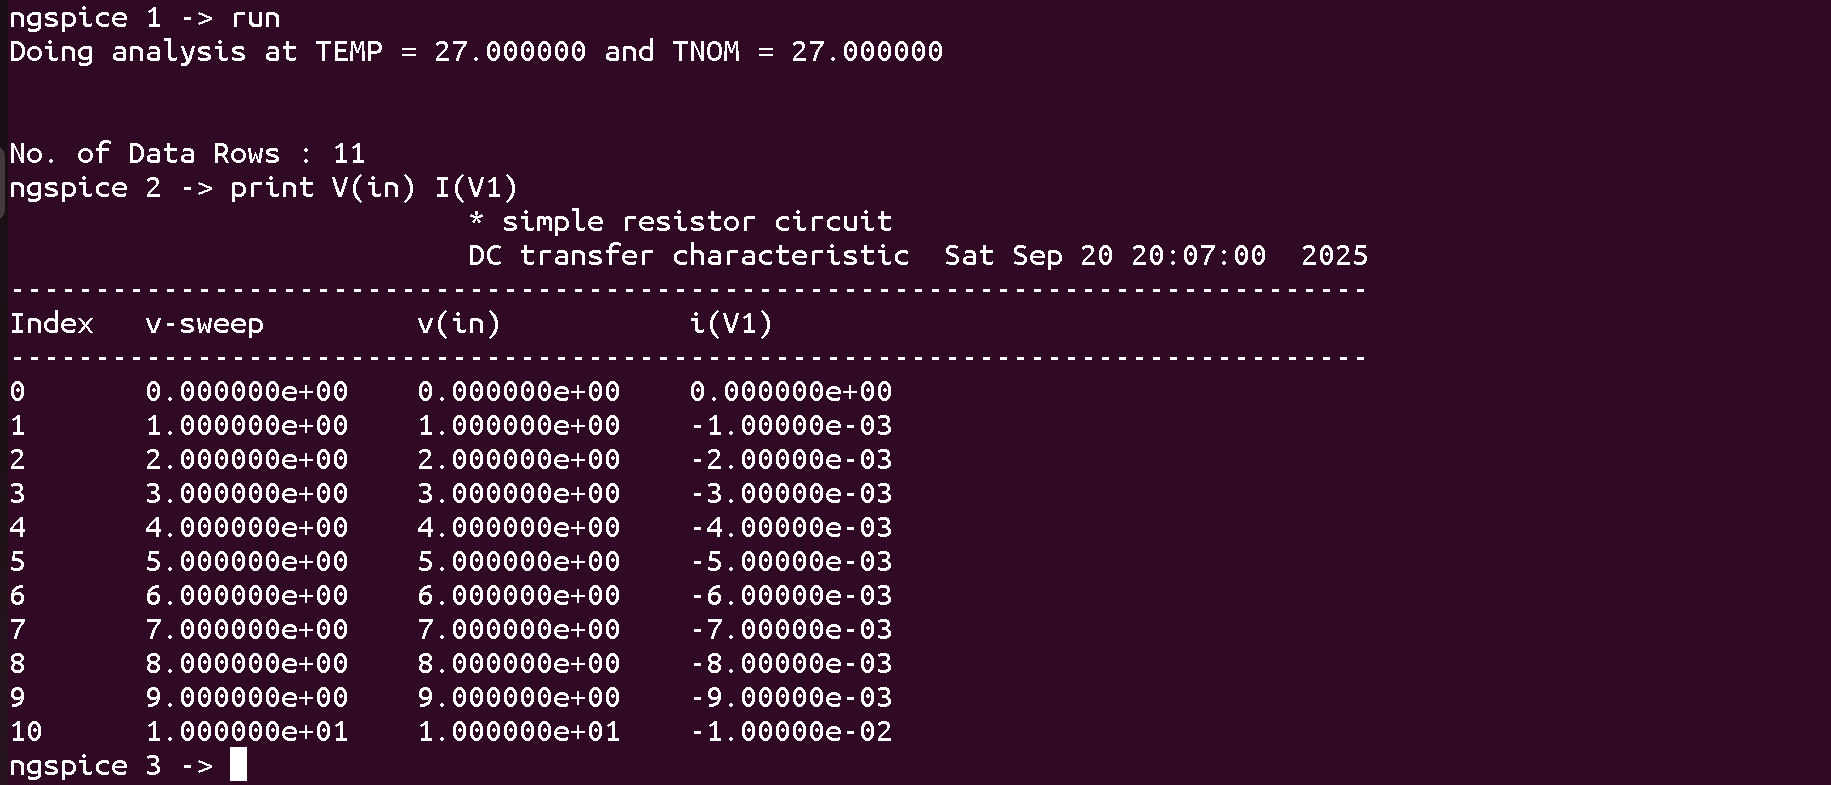 ngspice 1 -> run
Doing analysis at TEMP = 27.000000 and TNOM = 27.000000
No. of Data Rows : 11
ngspice 2 -> print V(in) I(V1)
* simple resistor circuit
DC transfer characteristic  Sat Sep 20 20:07:00  2025
--------------------------------------------------------------------------------
Index   v-sweep         v(in)           i(V1)
--------------------------------------------------------------------------------
0       0.000000e+00    0.000000e+00    0.000000e+00
1       1.000000e+00    1.000000e+00    -1.00000e-03
2       2.000000e+00    2.000000e+00    -2.00000e-03
3       3.000000e+00    3.000000e+00    -3.00000e-03
4       4.000000e+00    4.000000e+00    -4.00000e-03
5       5.000000e+00    5.000000e+00    -5.00000e-03
6       6.000000e+00    6.000000e+00    -6.00000e-03
7       7.000000e+00    7.000000e+00    -7.00000e-03
8       8.000000e+00    8.000000e+00    -8.00000e-03
9       9.000000e+00    9.000000e+00    -9.00000e-03
10      1.000000e+01    1.000000e+01    -1.00000e-02
ngspice 3 ->